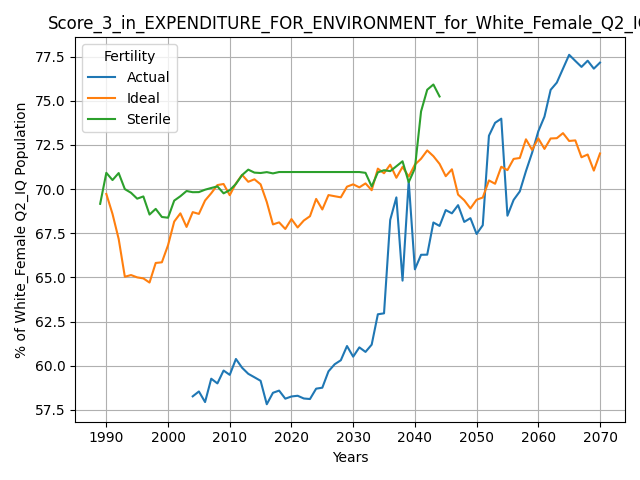 Score_3_in_EXPENDITURE_FOR_ENVIRONMENT_for_White_Female_Q2_IQ
Fertility
Actual
Ideal
Sterile
% of White_Female Q2_IQ Population
77.5
75.0
72.5
70.0
67.5
65.0
62.5
60.0
57.5
1990 2000 2010 2020 2030 2040 2050 2060 2070
Years